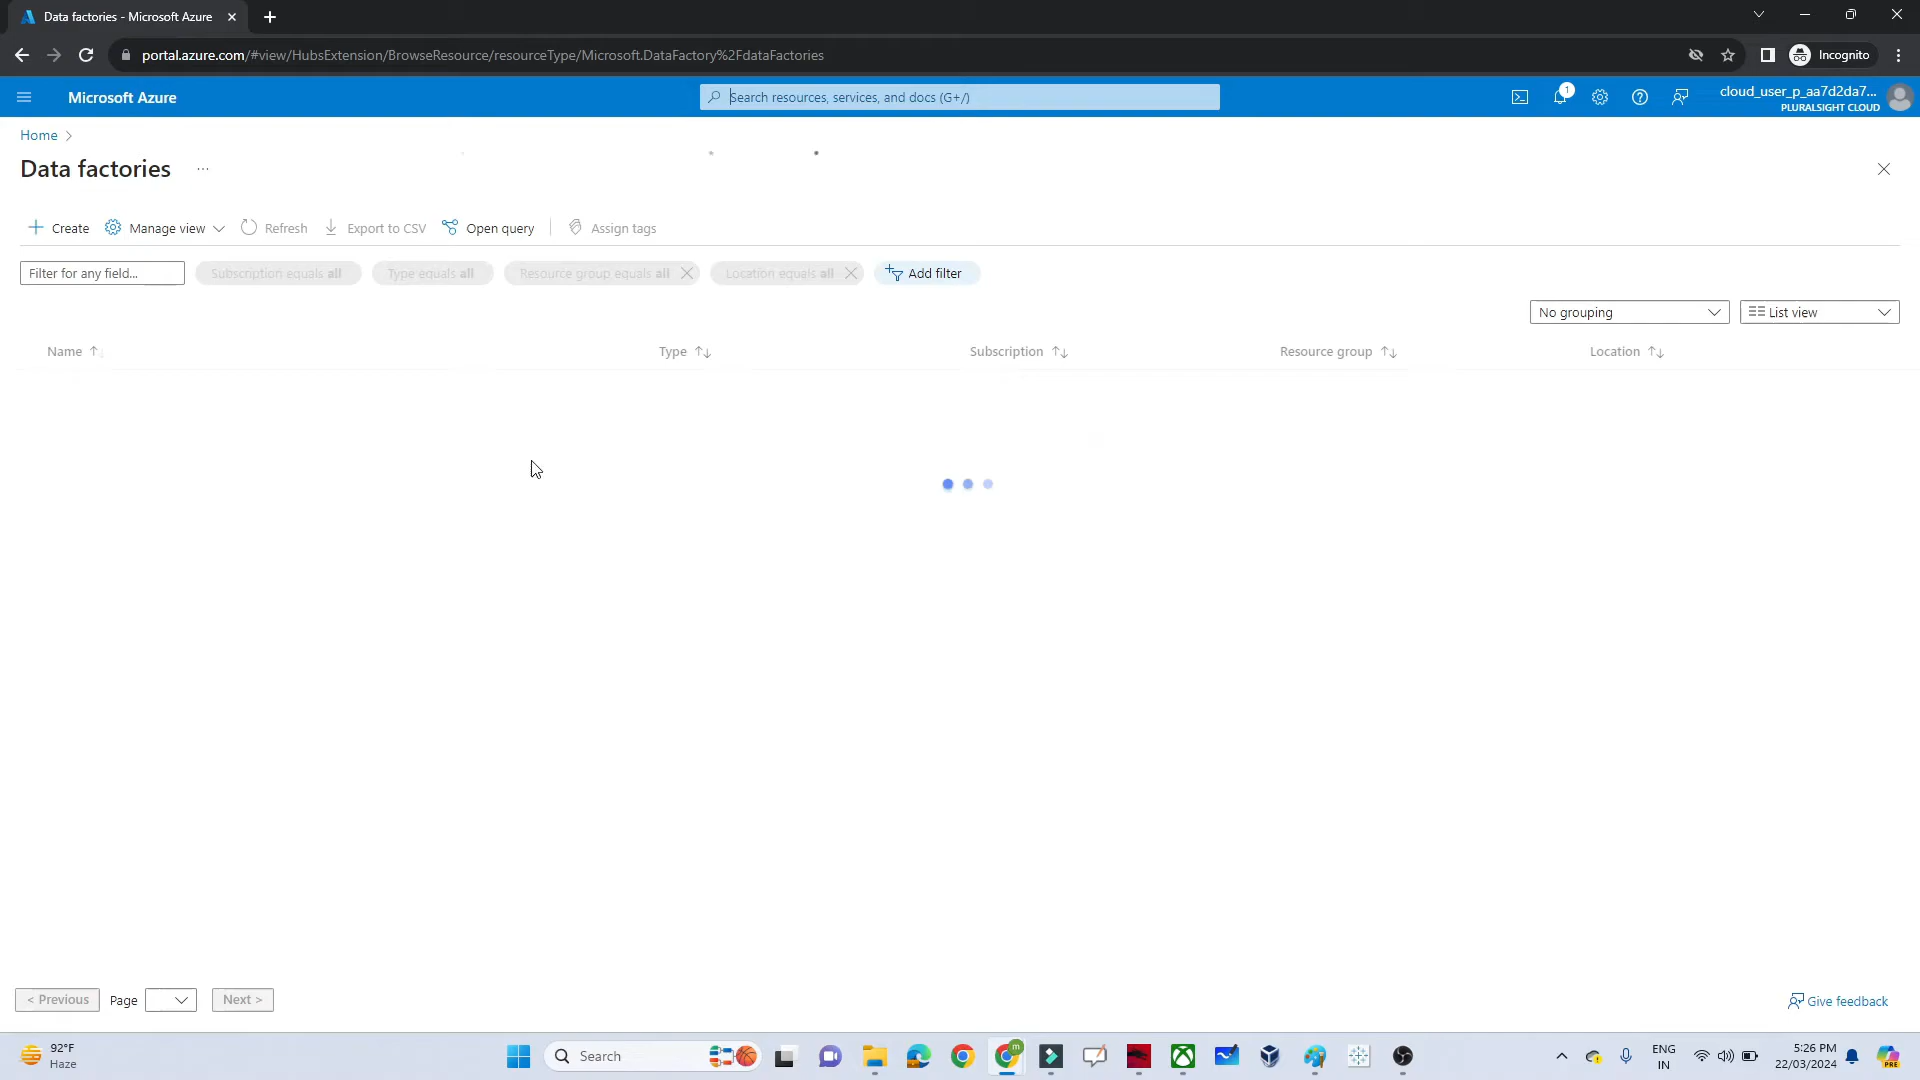 Data factories - Microsoft Azure
portal.azure.com/#view/HubsExtension/BrowseResource/resourceType/Microsoft.DataFactory%2FdataFactories
Incognito
Microsoft Azure
Search resources, services, and docs (G+/)
1
cloud_user_p_aa7d2da7...
PLURALSIGHT CLOUD
Home
Data factories ...
Create
Manage view
Refresh
Export to CSV
Open query
Assign tags
Filter for any field...
Subscription equals all
Type equals all
Resource group equals all
Location equals all
Add filter
No grouping
List view
Name
Type
Subscription
Resource group
Location
< Previous
Page
Next >
Give feedback
92°F
Haze
Search
m
ENG
IN
5:26 PM
22/03/2024
PRE